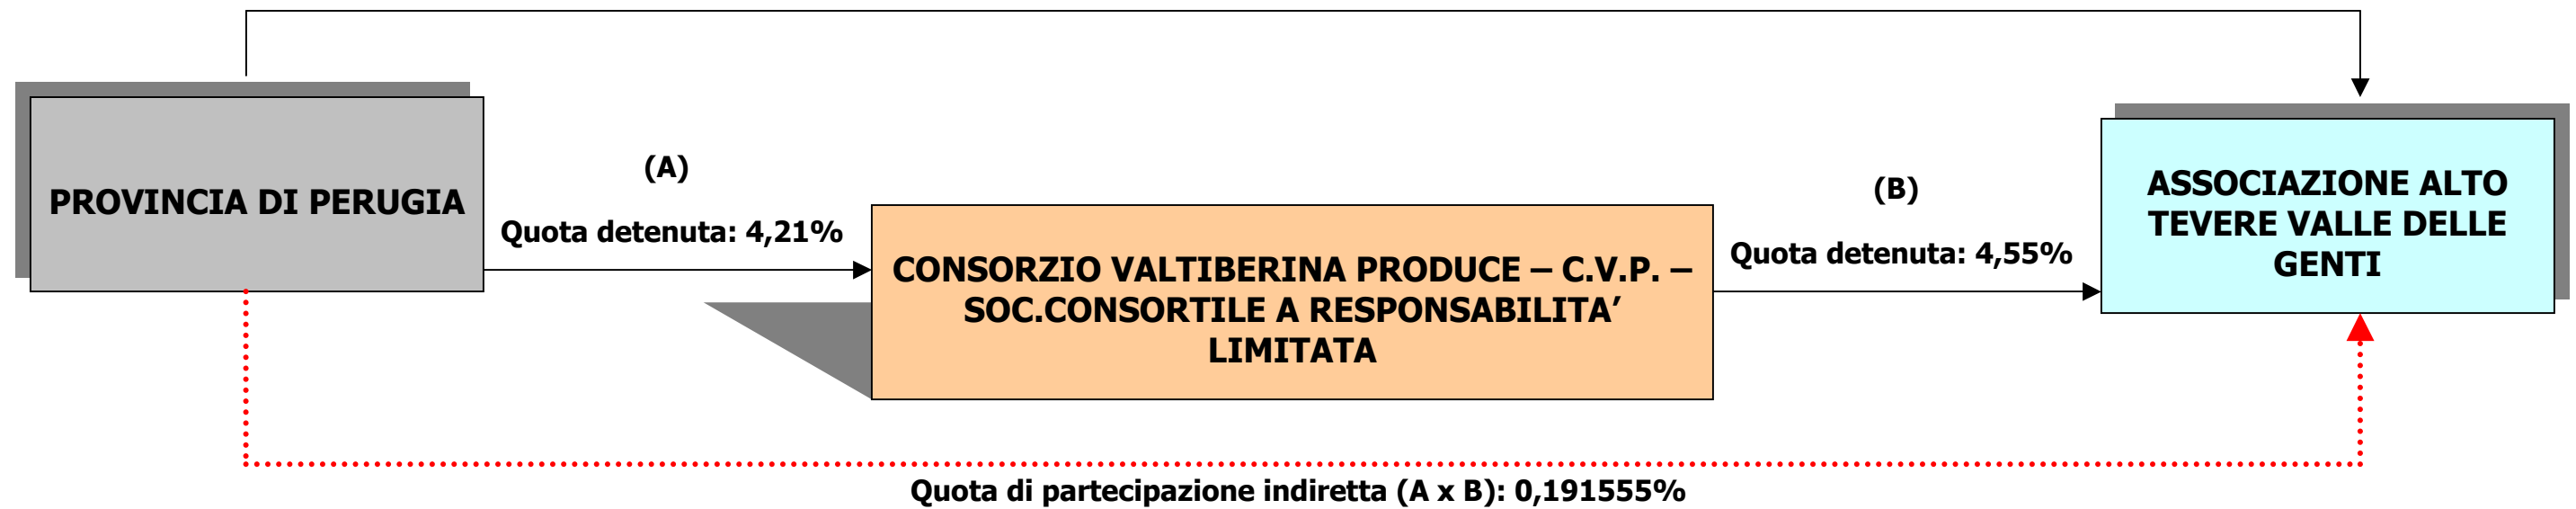 PROVINCIA DI PERUGIA
(A)
Quota detenuta: 4,21%
CONSORZIO VALTIBERINA PRODUCE – C.V.P. –
SOC.CONSORTILE A RESPONSABILITA’
LIMITATA
(B)
Quota detenuta: 4,55%
ASSOCIAZIONE ALTO
TEVERE VALLE DELLE
GENTI
Quota di partecipazione indiretta (A x B): 0,191555%